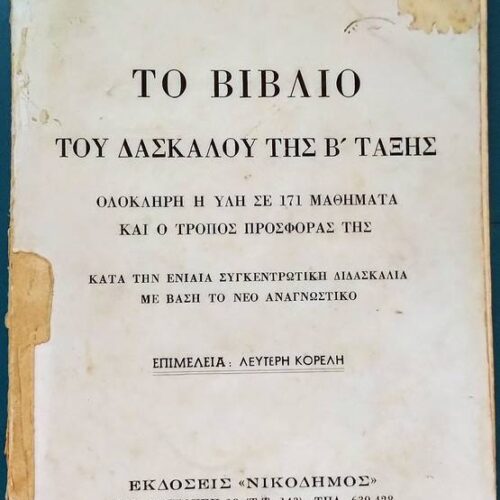 ΤΟ ΒΙΒΛΙΟ
ΤΟΥ ΔΑΣΚΑΛΟΥ ΤΗΣ Β΄ ΤΑΞΗΣ
ΟΛΟΚΛΗΡΗ Η ΥΛΗ ΣΕ 171 ΜΑΘΗΜΑΤΑ
ΚΑΙ Ο ΤΡΟΠΟΣ ΠΡΟΣΦΟΡΑΣ ΤΗΣ
ΚΑΤΑ ΤΗΝ ΕΝΙΑΙΑ ΣΥΓΚΕΝΤΡΩΤΙΚΗ ΔΙΔΑΣΚΑΛΙΑ
ΜΕ ΒΑΣΗ ΤΟ ΝΕΟ ΑΝΑΓΝΩΣΤΙΚΟ
ΕΠΙΜΕΛΕΙΑ: ΛΕΥΤΕΡΗ ΚΟΡΕΛΗ
ΕΚΔΟΣΕΙΣ «ΝΙΚΟΔΗΜΟΣ»